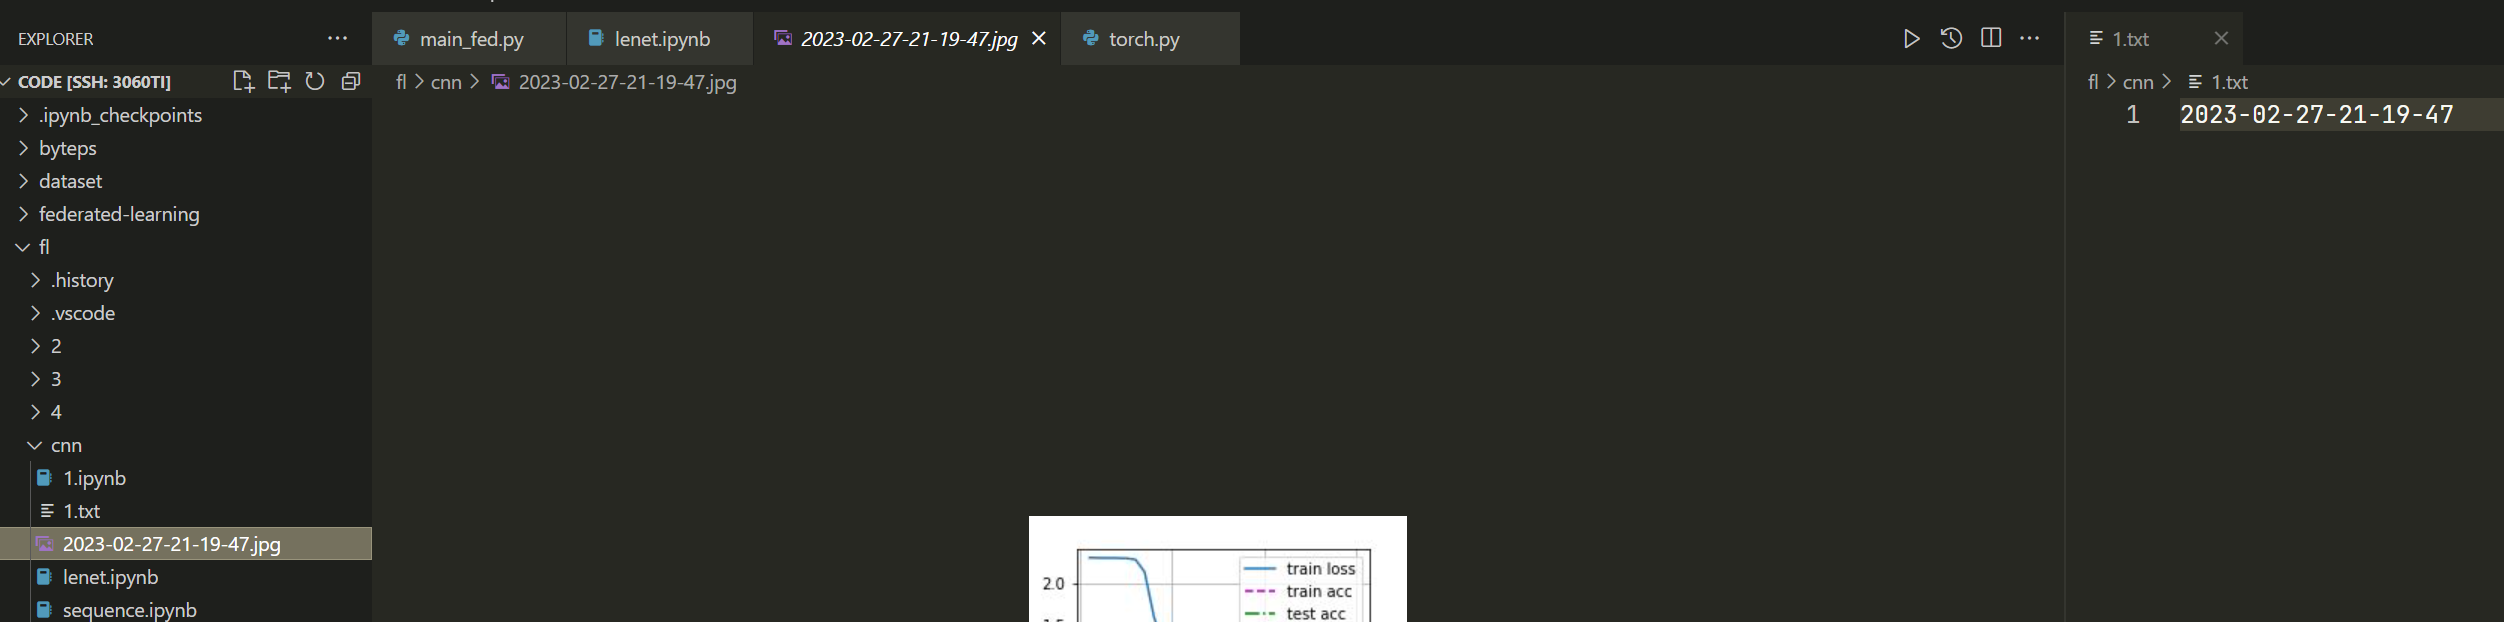 EXPLORER
CODE [SSH: 3060TI]
.ipynb_checkpoints
byteps
dataset
federated-learning
fl
.history
.vscode
2
3
4
cnn
1.ipynb
1.txt
2023-02-27-21-19-47.jpg
lenet.ipynb
sequence.ipynb
main_fed.py
lenet.ipynb
2023-02-27-21-19-47.jpg
torch.py
fl > cnn > 2023-02-27-21-19-47.jpg
2.0
train loss
train acc
test acc
1.txt
fl > cnn > 1.txt
1 2023-02-27-21-19-47